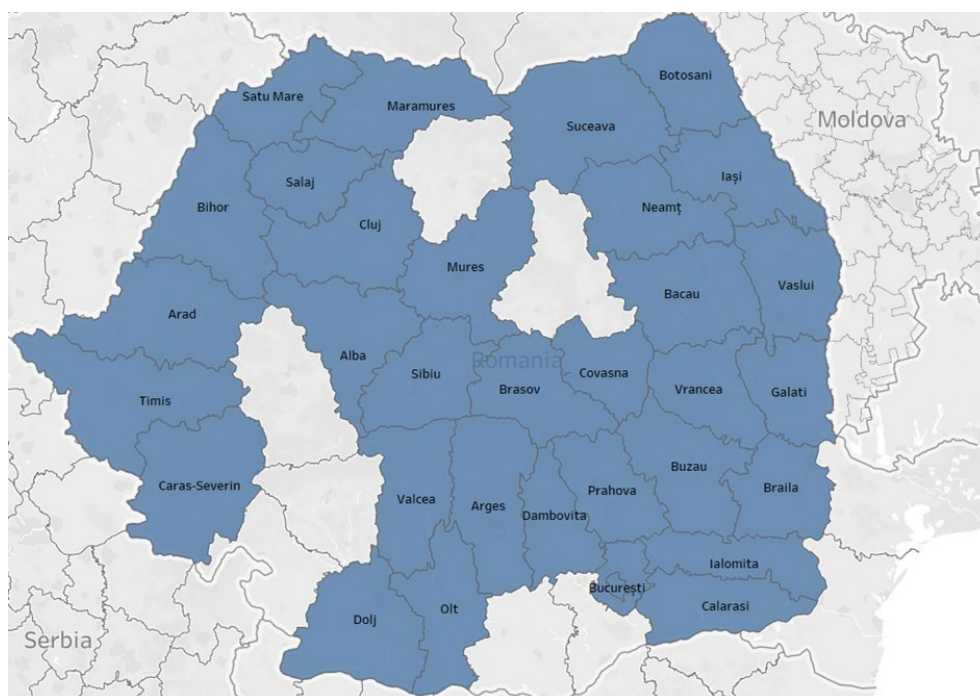 Botosani
Satu Mare
Maramures
Moldova
Suceava
Iași
Salaj
Bihor
Neamț
Cluj
Mures
Vaslui
Bacau
Arad
Alba
Romania
Sibiu
Covasna
Brasov
Vrancea
Galati
Timis
Buzau
Caras-Severin
Prahova
Braila
Valcea
Arges
Dambovita
Ialomita
București
Calarasi
Olt
Dolj
Serbia